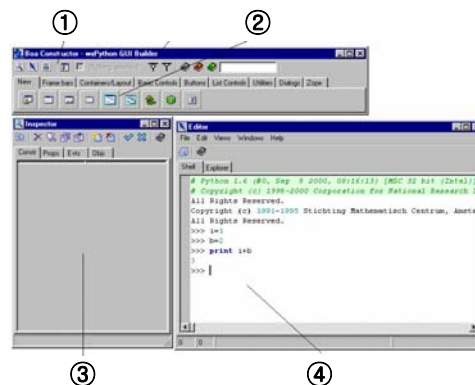 ① ②
Boa Constructor - wxPython GUI Builder
New Frame bars Containers/Layout Basic Controls Buttons List Controls Utilities Dialogs Zope
Inspector
Constr Props Evts Objs
Editor
File Edit Views Windows Help
Shell Explorer
# Python 1.6 (#0, Sep 5 2000, 08:16:13) [MSC 32 bit (Intel)]
# Copyright (c) 1995-2000 Corporation for National Research I
All Rights Reserved.
Copyright (c) 1991-1995 Stichting Mathematisch Centrum, Amste
All Rights Reserved.
>>> i=1
>>> b=2
>>> print i+b
3
>>>
0 0
③ ④